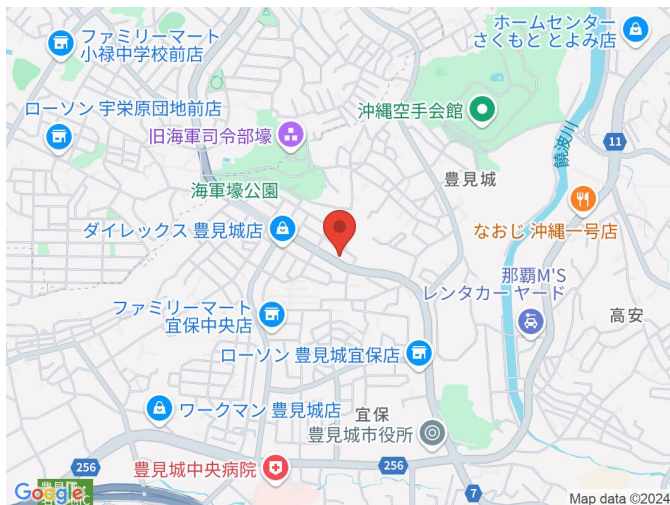 ホームセンター
さくもと とよみ店
ファミリーマート
小禄中学校前店
ローソン 宇栄原団地前店
沖縄空手会館
旧海軍司令部壕
11
饒波川
豊見城
海軍壕公園
なおじ 沖縄一号店
ダイレックス 豊見城店
那覇M'S
レンタカー ヤード
ファミリーマート
宜保中央店
高安
ローソン 豊見城宜保店
ワークマン 豊見城店
宜保
豊見城市役所
豊見城中央病院
256
256
7
Google
Map data ©2024